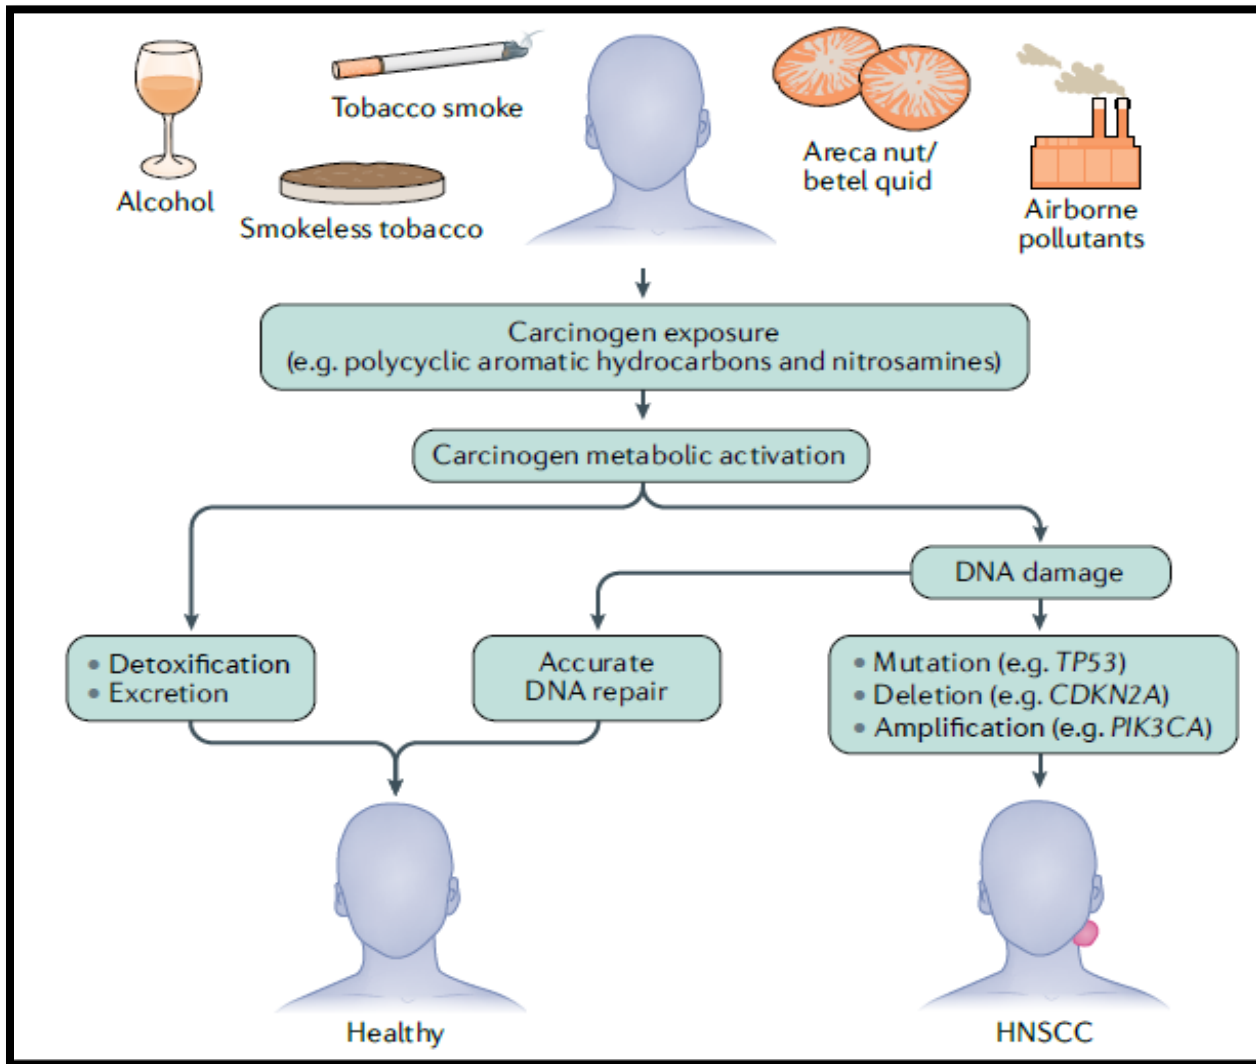 Alcohol
Tobacco smoke
Smokeless tobacco
Areca nut/
betel quid
Airborne
pollutants
Carcinogen exposure
(e.g. polycyclic aromatic hydrocarbons and nitrosamines)
Carcinogen metabolic activation
DNA damage
• Detoxification
• Excretion
Accurate
DNA repair
• Mutation (e.g. TP53)
• Deletion (e.g. CDKN2A)
• Amplification (e.g. PIK3CA)
Healthy
HNSCC